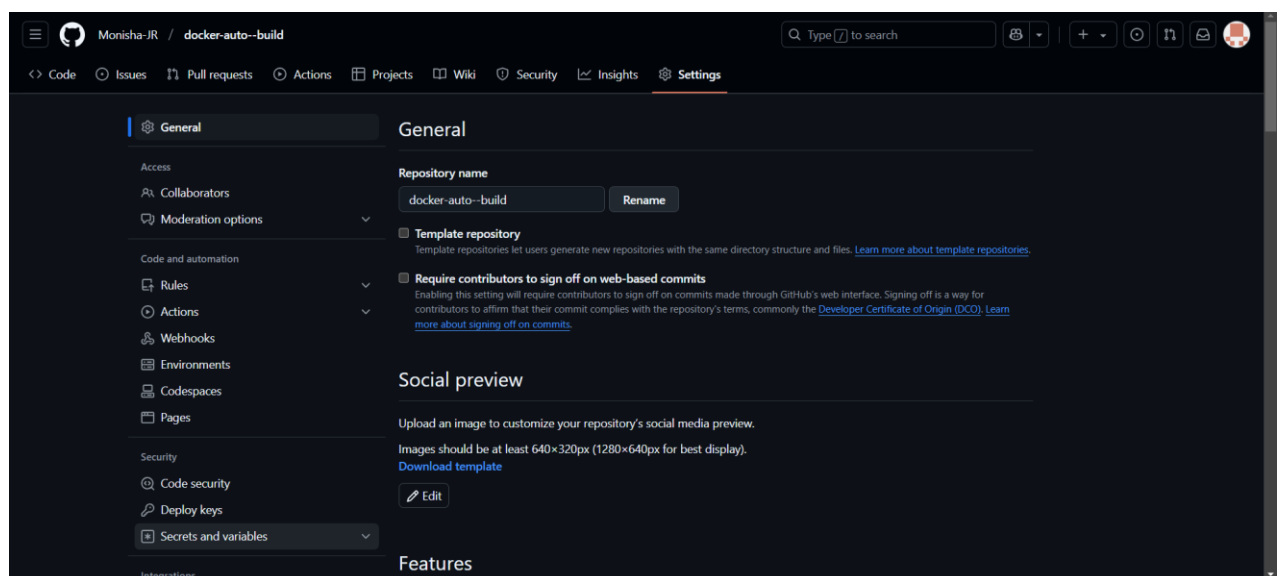 Monisha-JR / docker-auto--build
Type / to search
Code
Issues
Pull requests
Actions
Projects
Wiki
Security
Insights
Settings
General
Access
Collaborators
Moderation options
Code and automation
Rules
Actions
Webhooks
Environments
Codespaces
Pages
Security
Code security
Deploy keys
Secrets and variables
Integrations
General
Repository name
docker-auto--build
Rename
Template repository
Template repositories let users generate new repositories with the same directory structure and files. Learn more about template repositories.
Require contributors to sign off on web-based commits
Enabling this setting will require contributors to sign off on commits made through GitHub's web interface. Signing off is a way for
contributors to affirm that their commit complies with the repository's terms, commonly the Developer Certificate of Origin (DCO). Learn
more about signing off on commits.
Social preview
Upload an image to customize your repository's social media preview.
Images should be at least 640×320px (1280×640px for best display).
Download template
Edit
Features